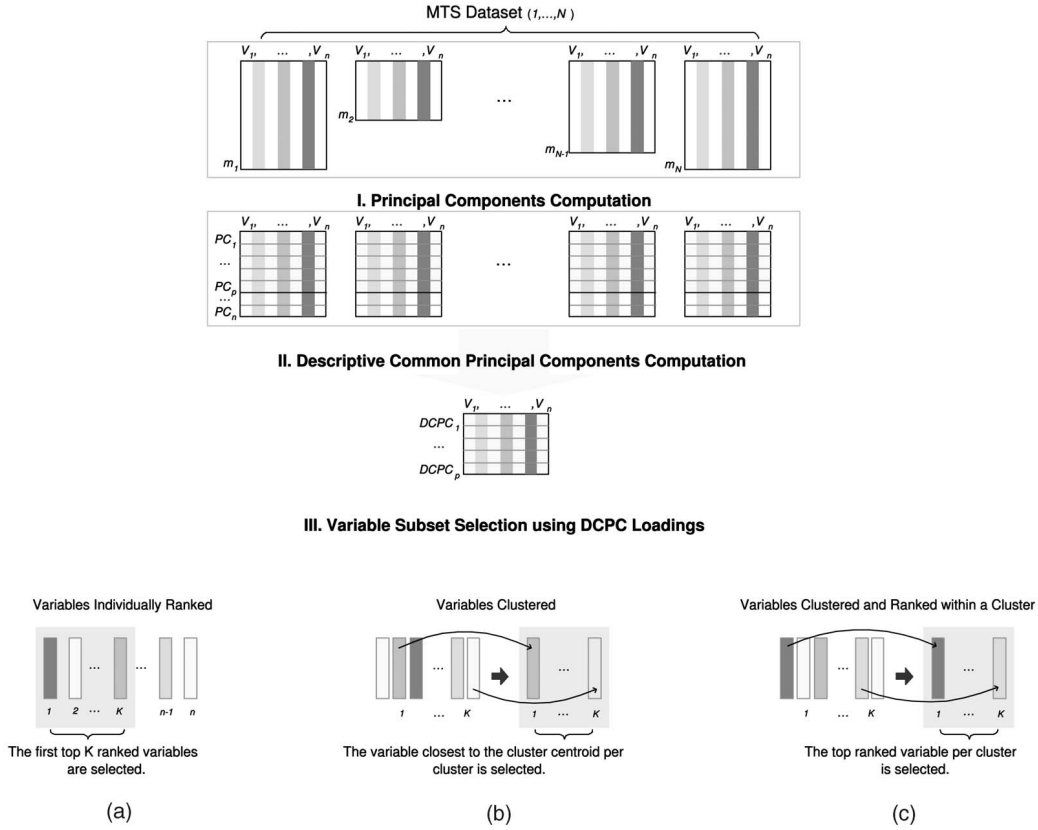 MTS Dataset (1,...,N)
V1, ... ,Vn V1, ... ,Vn V1, ... ,Vn V1, ... ,Vn
...
m1 m2 mN-1 mN
I. Principal Components Computation
V1, ... ,Vn V1, ... ,Vn V1, ... ,Vn V1, ... ,Vn
PC1
...
...
PCp
...
PCn
II. Descriptive Common Principal Components Computation
V1, ... ,Vn
DCPC1
...
DCPCp
III. Variable Subset Selection using DCPC Loadings
Variables Individually Ranked
... ...
1 2 ... K n-1 n
The first top K ranked variables
are selected.
(a)
Variables Clustered
... ...
1 ... K 1 ... K
The variable closest to the cluster centroid per
cluster is selected.
(b)
Variables Clustered and Ranked within a Cluster
... ...
1 ... K 1 ... K
The top ranked variable per cluster
is selected.
(c)